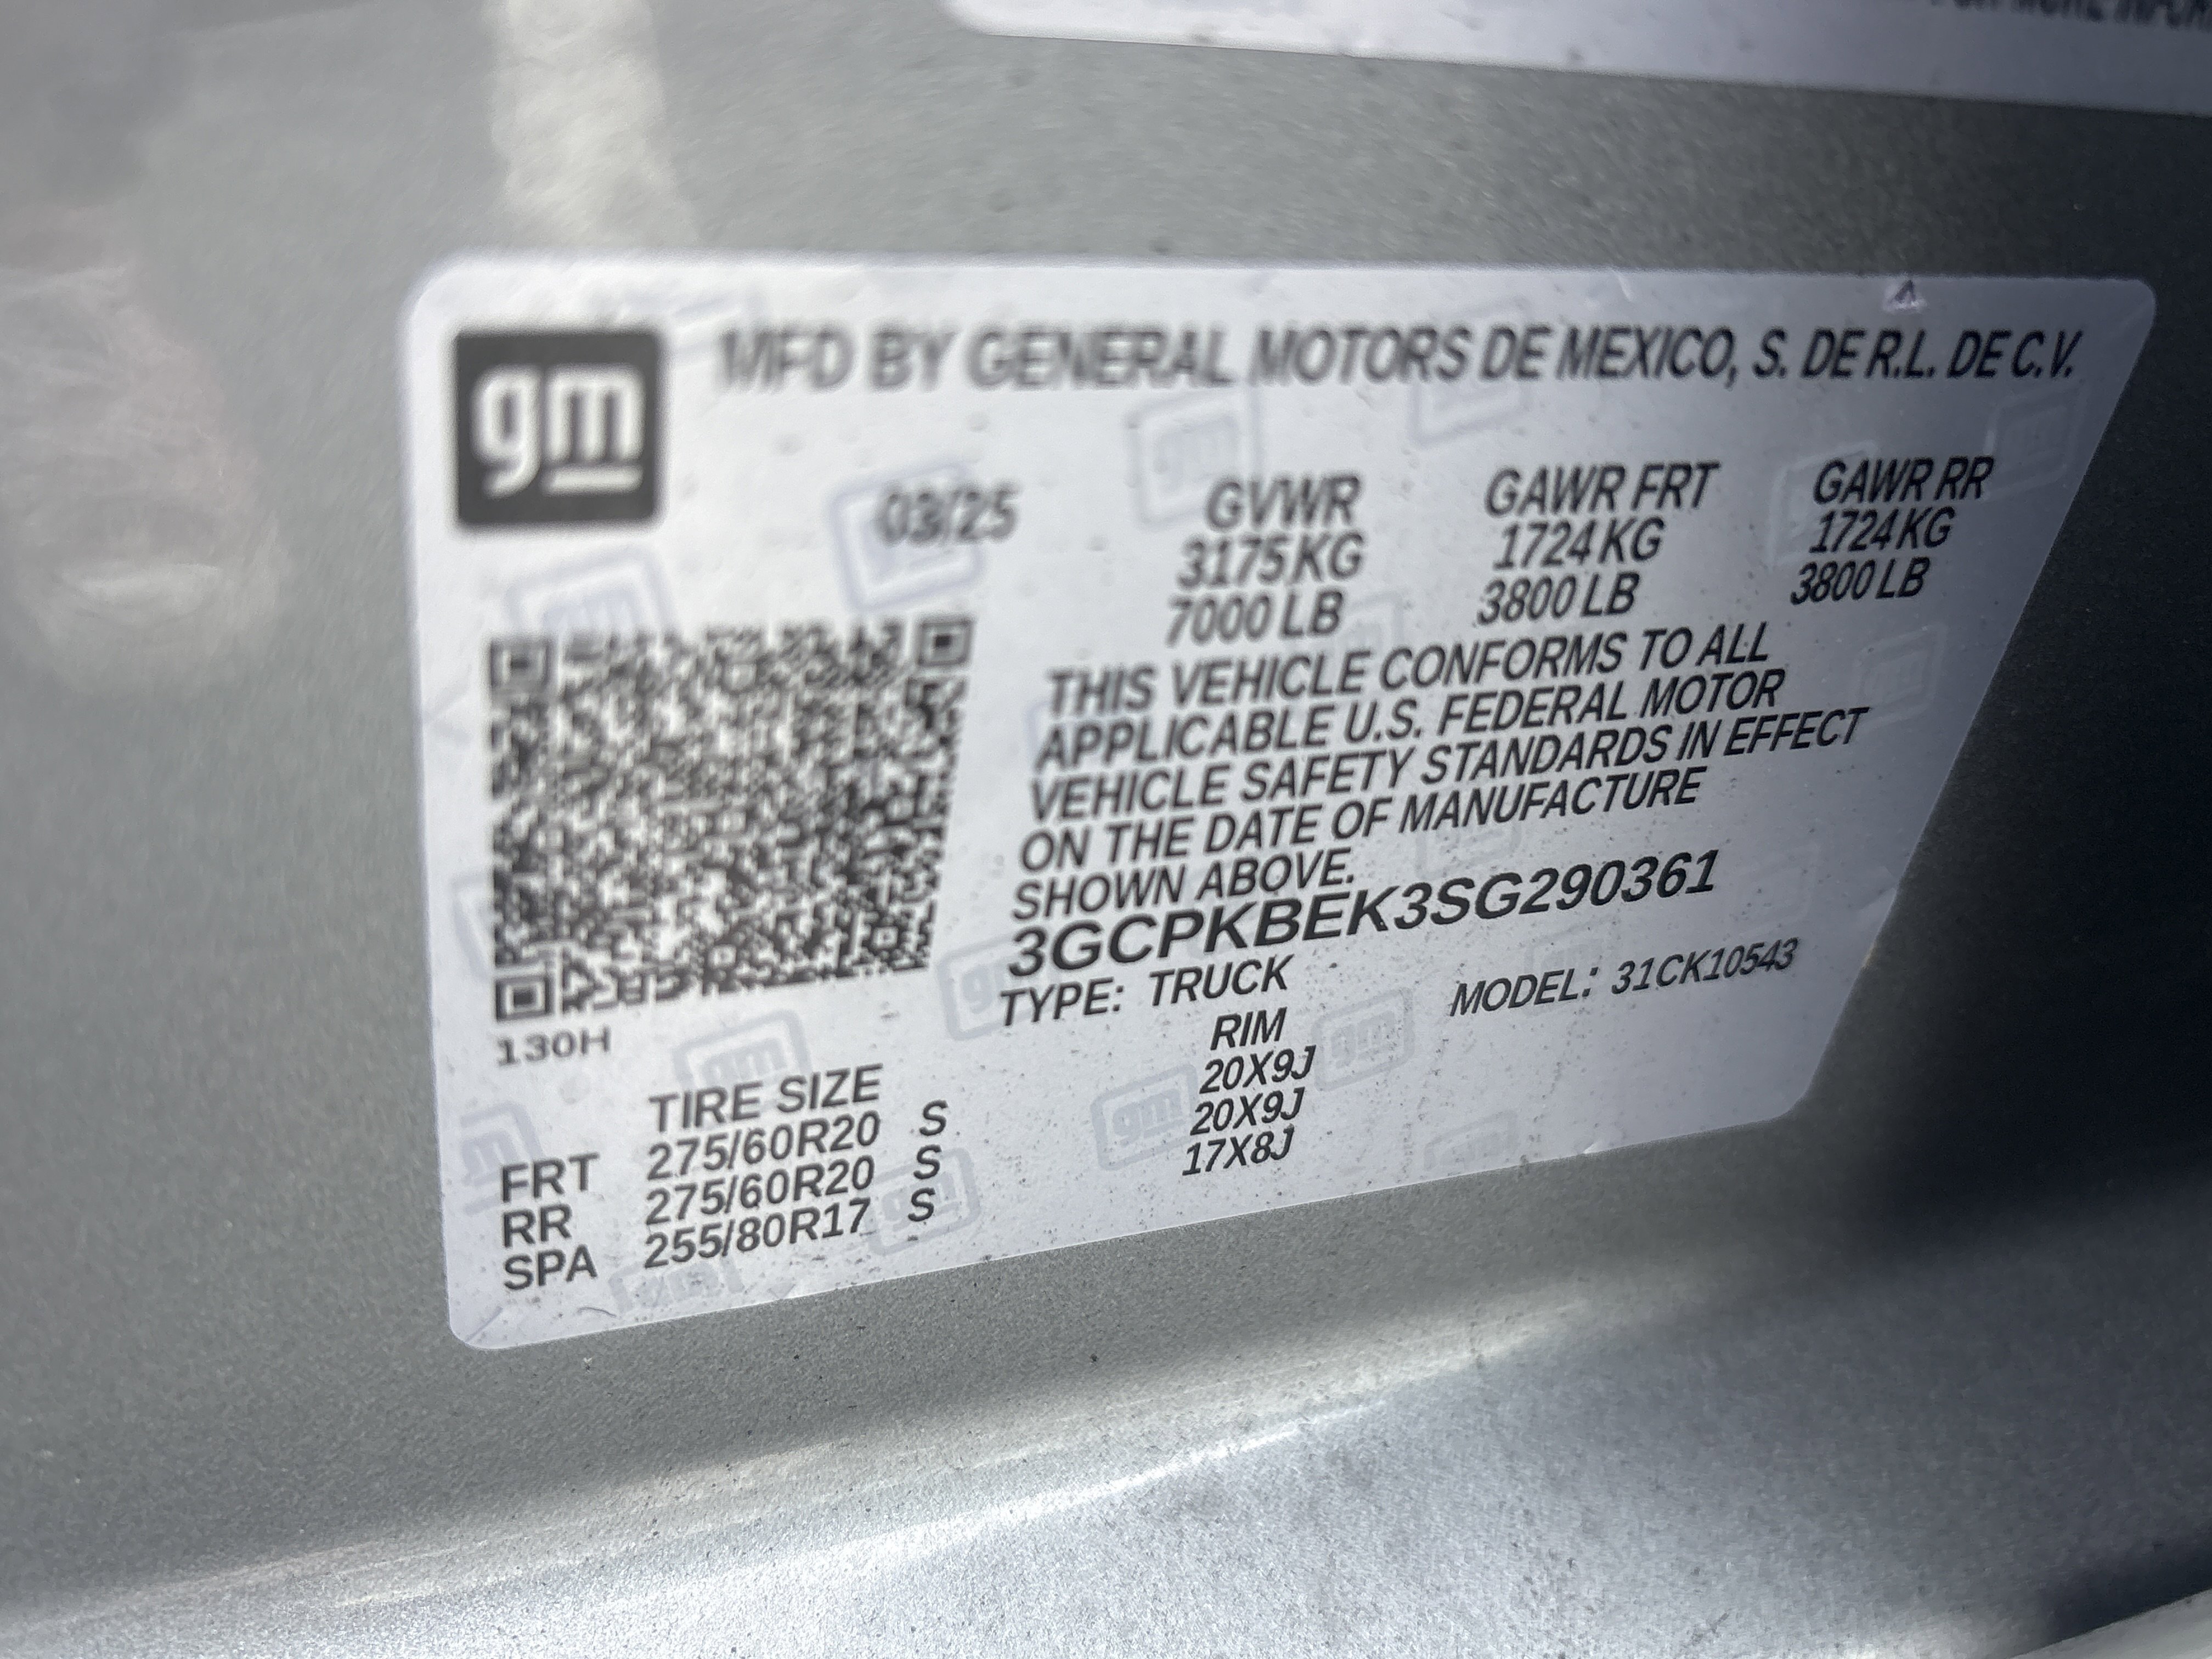 FOR MORE INFOR
gm
MFD BY GENERAL MOTORS DE MEXICO, S. DE R.L. DE C.V.
03/25 GVWR GAWR FRT GAWR RR
3175 KG 1724 KG 1724 KG
7000 LB 3800 LB 3800 LB
THIS VEHICLE CONFORMS TO ALL
APPLICABLE U.S. FEDERAL MOTOR
VEHICLE SAFETY STANDARDS IN EFFECT
ON THE DATE OF MANUFACTURE
SHOWN ABOVE.
3GCPKBEK3SG290361
TYPE: TRUCK MODEL: 31CK10543
130H
TIRE SIZE RIM
FRT 275/60R20 S 20X9J
RR 275/60R20 S 20X9J
SPA 255/80R17 S 17X8J